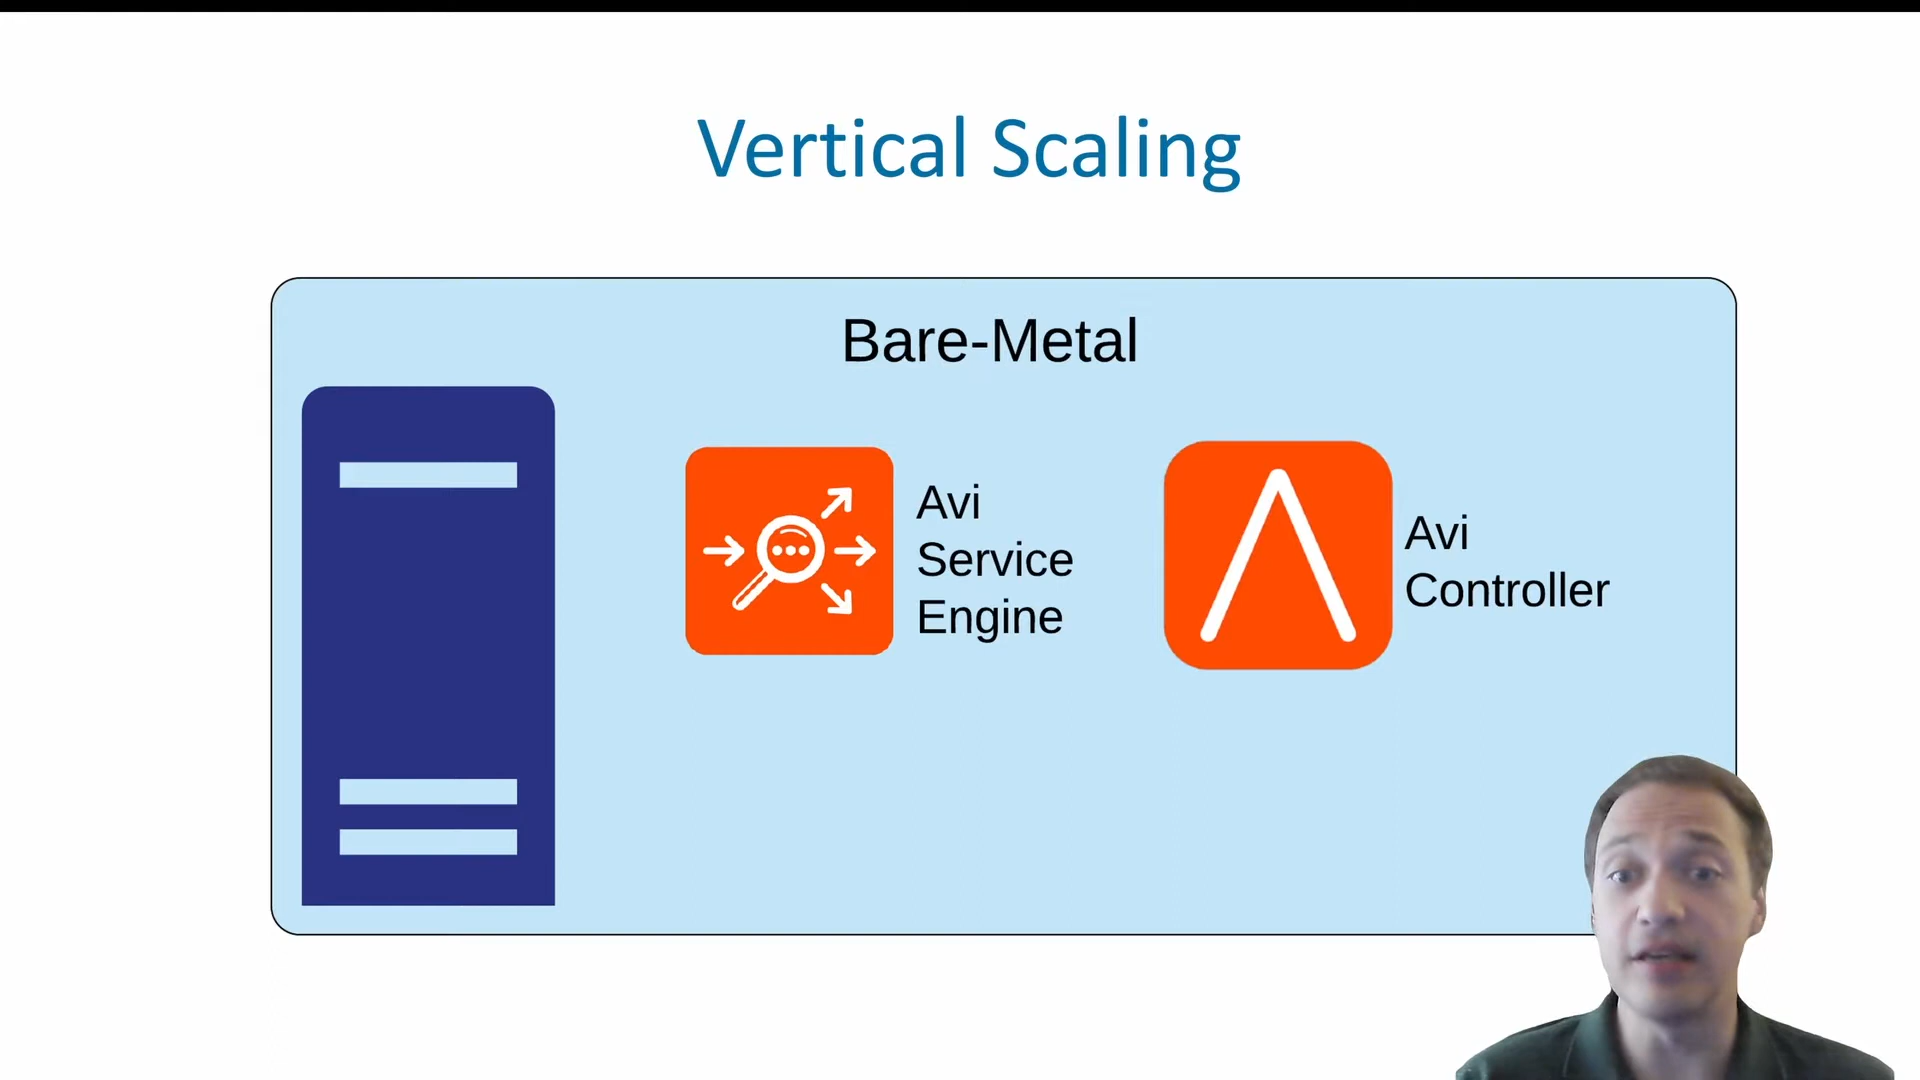 Vertical Scaling
Bare-Metal
Avi
Service
Engine
Avi
Controller